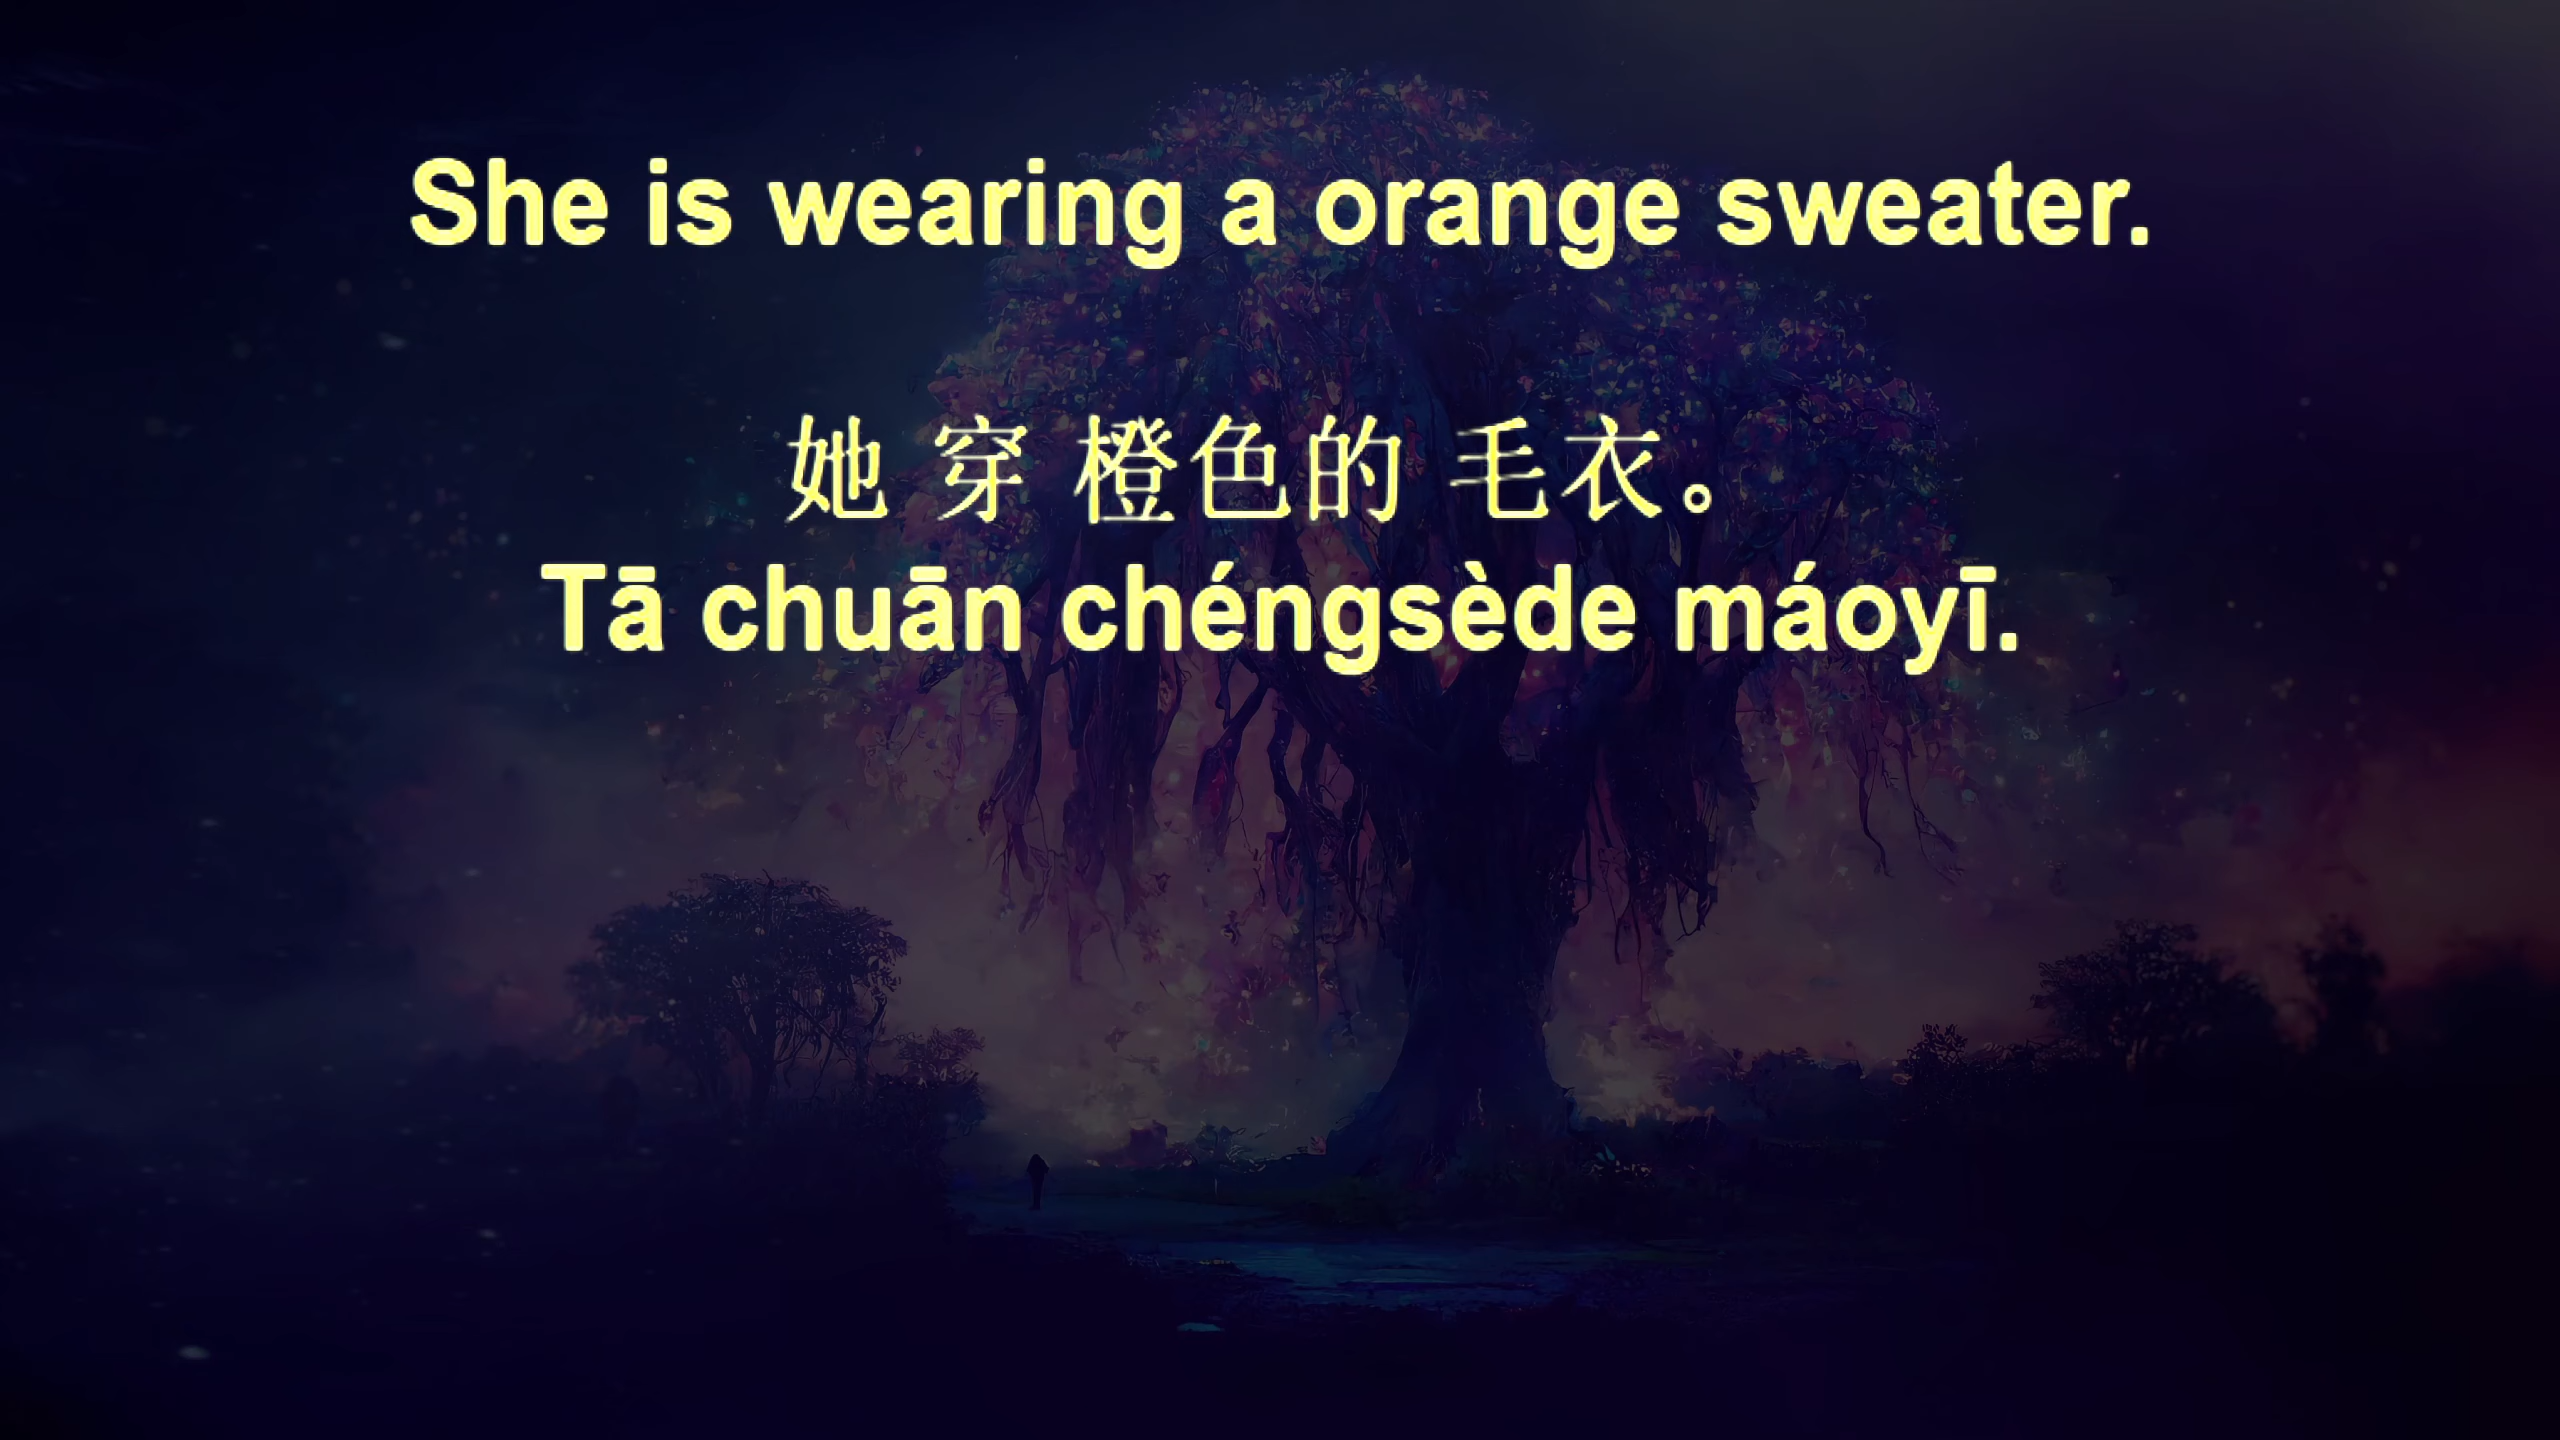 She is wearing a orange sweater.
她 穿 橙色的 毛衣。
Tā chuān chéngsède máoyī.